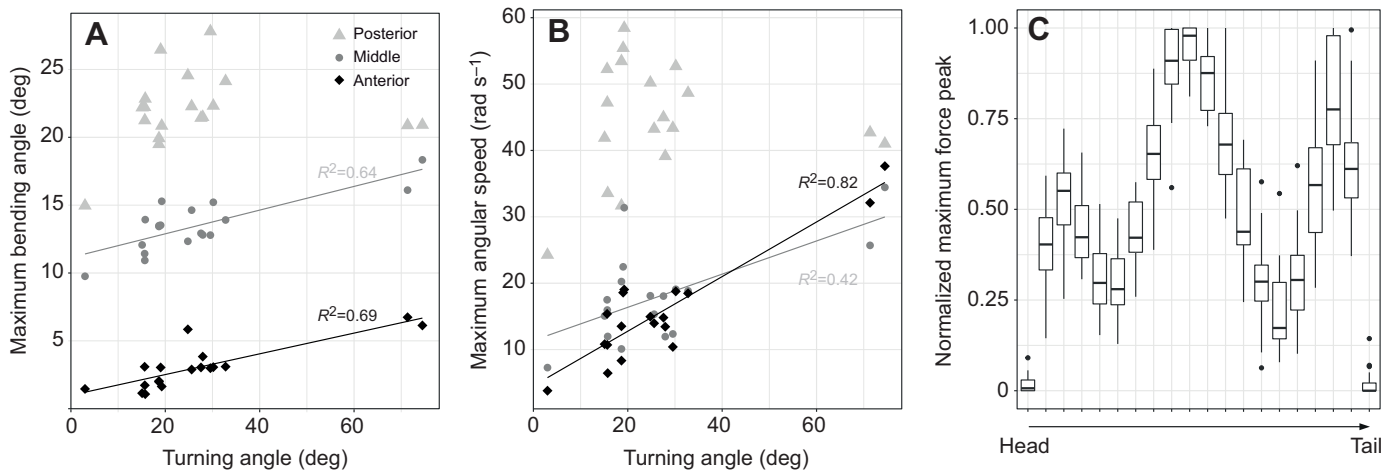 A
Posterior
Middle
Anterior
Maximum bending angle (deg)
25
20
15
10
5
R²=0.64
R²=0.69
0 20 40 60
Turning angle (deg)
B
Maximum angular speed (rad s⁻¹)
60
50
40
30
20
10
R²=0.82
R²=0.42
0 20 40 60
Turning angle (deg)
C
Normalized maximum force peak
1.00
0.75
0.50
0.25
0
Head Tail